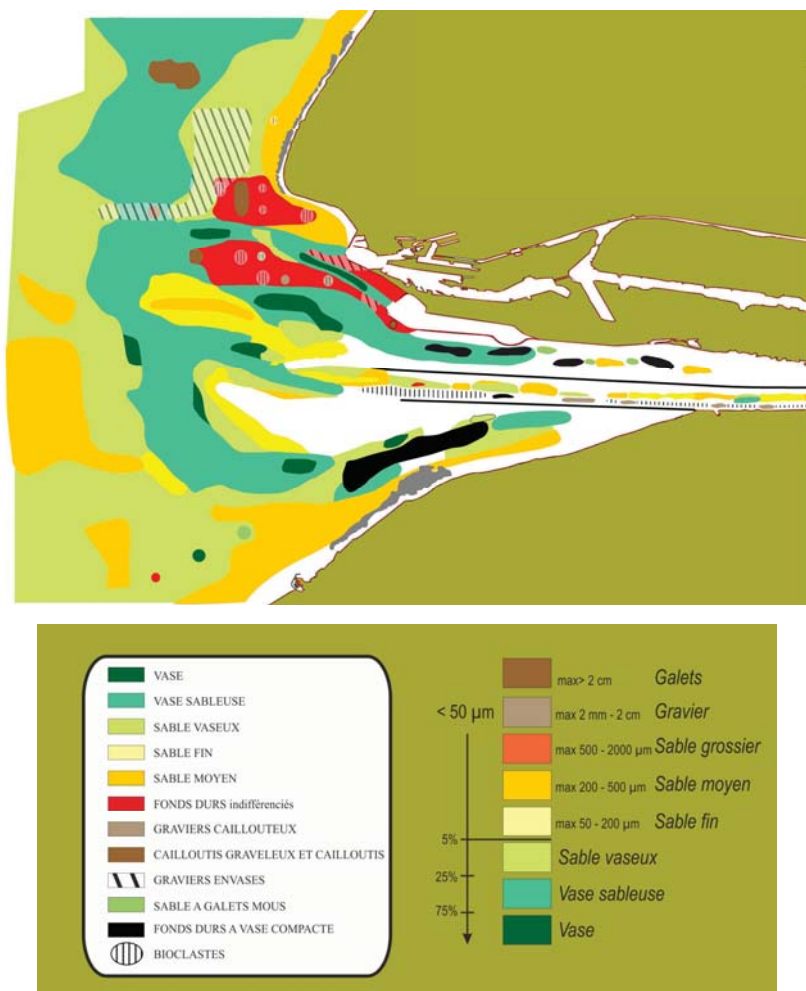 VASE
VASE SABLEUSE
SABLE VASEUX
SABLE FIN
SABLE MOYEN
FONDS DURS indifférenciés
GRAVIERS CAILLOUTEUX
CAILLOUTIS GRAVELEUX ET CAILLOUTIS
GRAVIERS ENVASES
SABLE A GALETS MOUS
FONDS DURS A VASE COMPACTE
BIOCLASTES
max> 2 cm Galets
< 50 µm max 2 mm - 2 cm Gravier
max 500 - 2000 µm Sable grossier
max 200 - 500 µm Sable moyen
max 50 - 200 µm Sable fin
5%
Sable vaseux
25%
Vase sableuse
75%
Vase